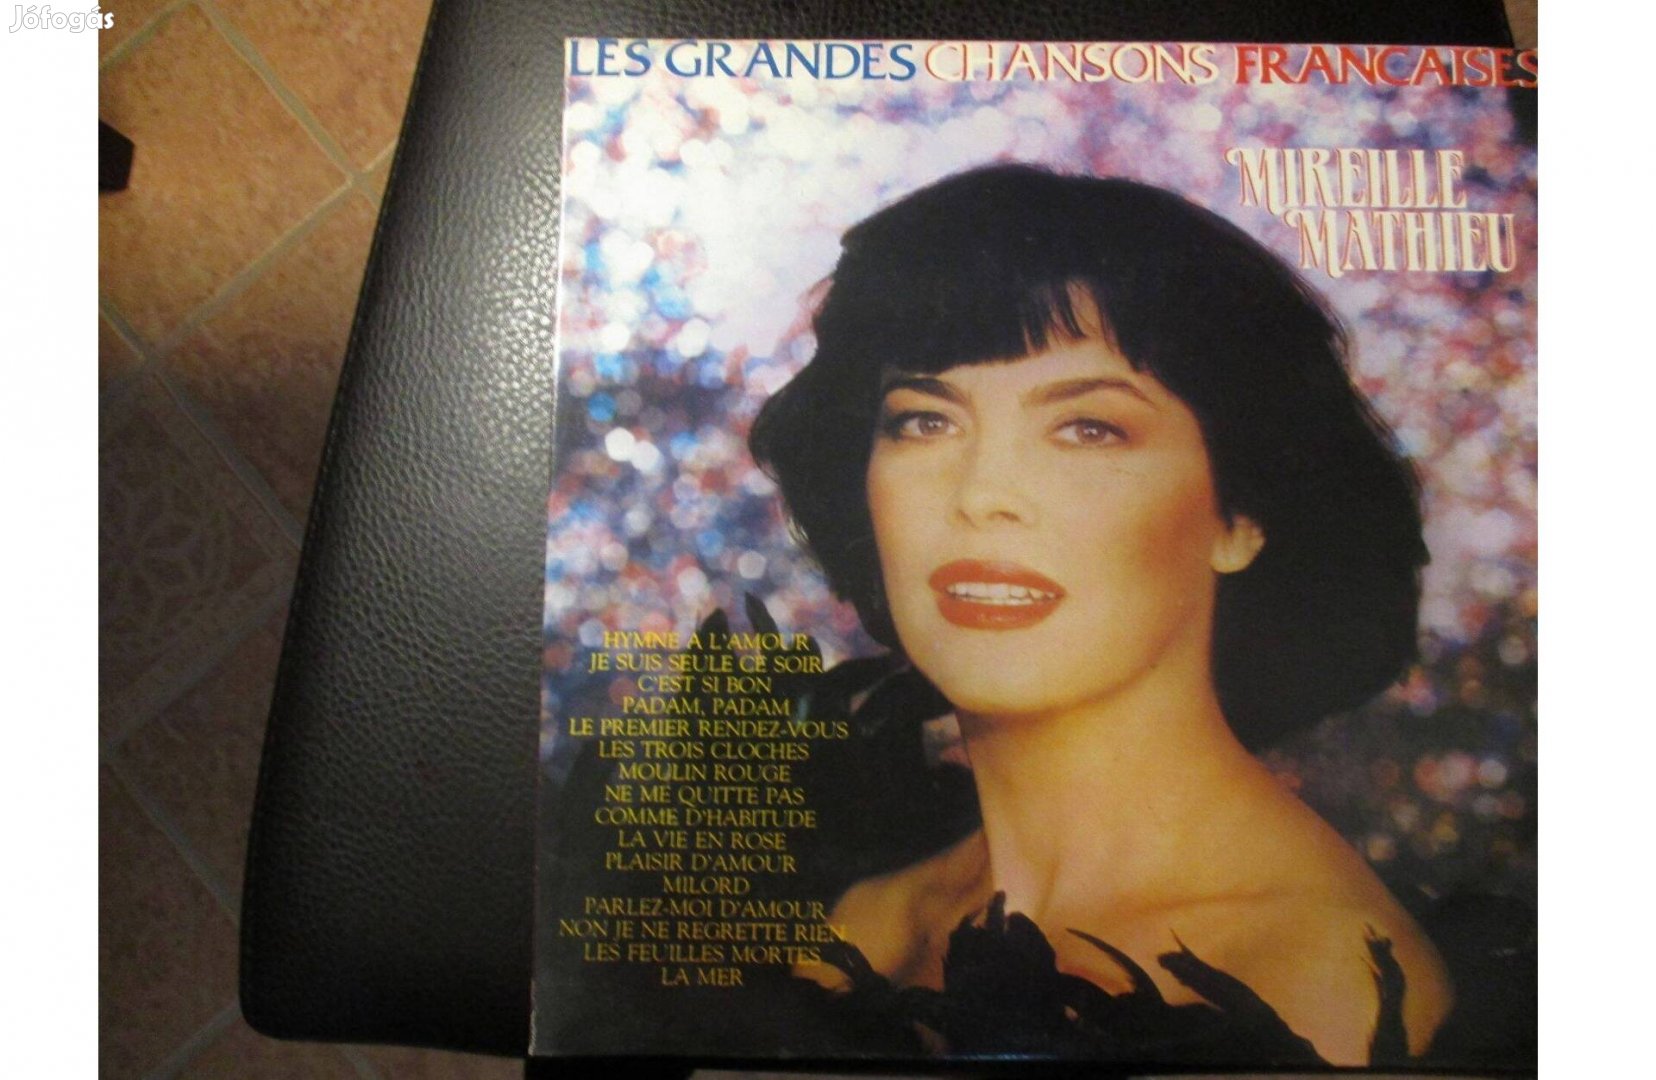 Jófogás
LES GRANDES CHANSONS FRANCAISES
MIREILLE
MATHIEU
HYMNE A L'AMOUR
JE SUIS SEULE CE SOIR
C'EST SI BON
PADAM, PADAM
LE PREMIER RENDEZ-VOUS
LES TROIS CLOCHES
MOULIN ROUGE
NE ME QUITTE PAS
COMME D'HABITUDE
LA VIE EN ROSE
PLAISIR D'AMOUR
MILORD
PARLEZ-MOI D'AMOUR
NON JE NE REGRETTE RIEN
LES FEUILLES MORTES
LA MER